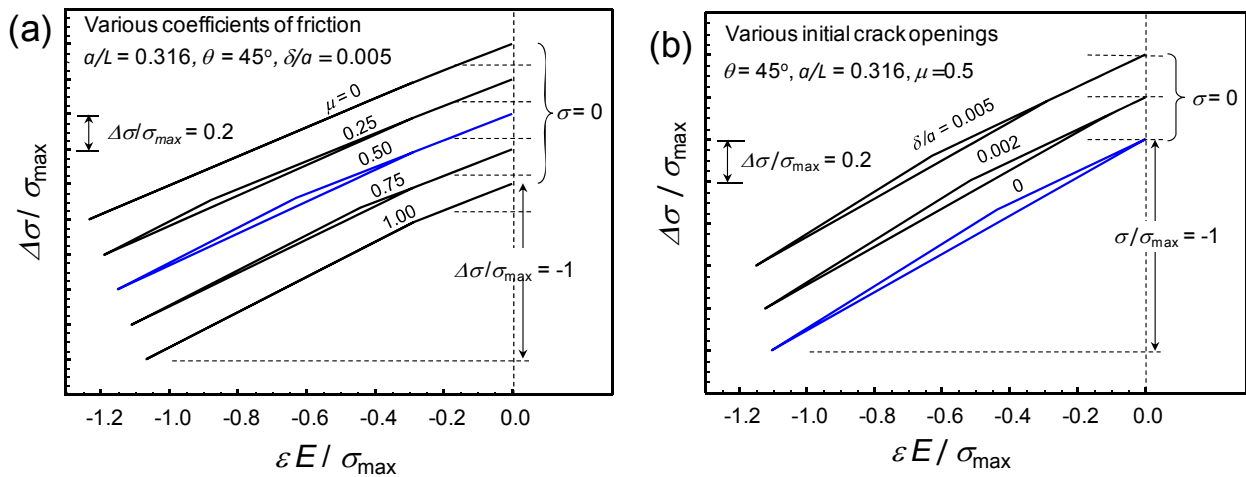 (a)
Various coefficients of friction
a/L = 0.316, θ = 45°, δ/a = 0.005
μ = 0
0.25
0.50
0.75
1.00
Δσ/σmax = 0.2
σ = 0
Δσ/σmax = -1
Δσ/ σmax
-1.2 -1.0 -0.8 -0.6 -0.4 -0.2 0.0
ε E / σmax
(b)
Various initial crack openings
θ = 45°, a/L = 0.316, μ =0.5
δ/a = 0.005
0.002
0
Δσ/σmax = 0.2
σ = 0
σ/σmax = -1
Δσ/ σmax
-1.2 -1.0 -0.8 -0.6 -0.4 -0.2 0.0
ε E / σmax